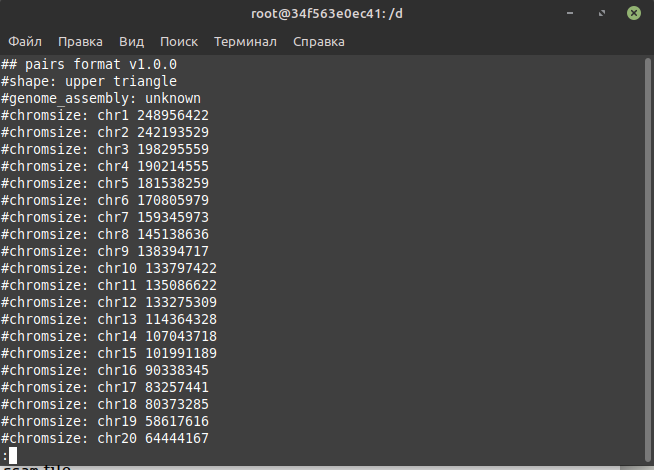 root@34f563e0ec41: /d
Файл Правка Вид Поиск Терминал Справка
## pairs format v1.0.0
#shape: upper triangle
#genome_assembly: unknown
#chromsize: chr1 248956422
#chromsize: chr2 242193529
#chromsize: chr3 198295559
#chromsize: chr4 190214555
#chromsize: chr5 181538259
#chromsize: chr6 170805979
#chromsize: chr7 159345973
#chromsize: chr8 145138636
#chromsize: chr9 138394717
#chromsize: chr10 133797422
#chromsize: chr11 135086622
#chromsize: chr12 133275309
#chromsize: chr13 114364328
#chromsize: chr14 107043718
#chromsize: chr15 101991189
#chromsize: chr16 90338345
#chromsize: chr17 83257441
#chromsize: chr18 80373285
#chromsize: chr19 58617616
#chromsize: chr20 64444167
:
file